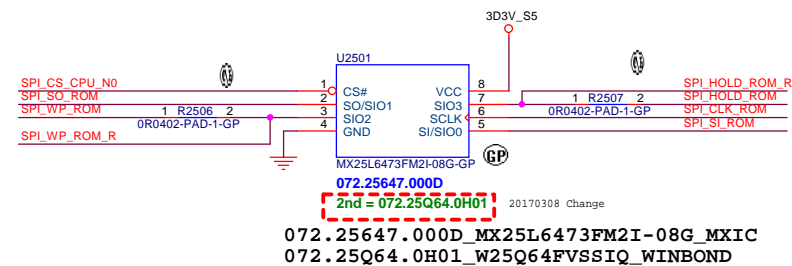 3D3V_S5
U2501
SPI_CS_CPU_N0 1 CS# VCC 8 SPI_HOLD_ROM_R
SPI_SO_ROM 2 SO/SIO1 SIO3 7 1 R2507 2 SPI_HOLD_ROM
SPI_WP_ROM 1 R2506 2 3 SIO2 SCLK 6 0R0402-PAD-1-GP SPI_CLK_ROM
0R0402-PAD-1-GP 4 GND SI/SIO0 5 SPI_SI_ROM
SPI_WP_ROM_R
MX25L6473FM2I-08G-GP GP
072.25647.000D
2nd = 072.25Q64.0H01 20170308 Change
072.25647.000D_MX25L6473FM2I-08G_MXIC
072.25Q64.0H01_W25Q64FVSSIQ_WINBOND